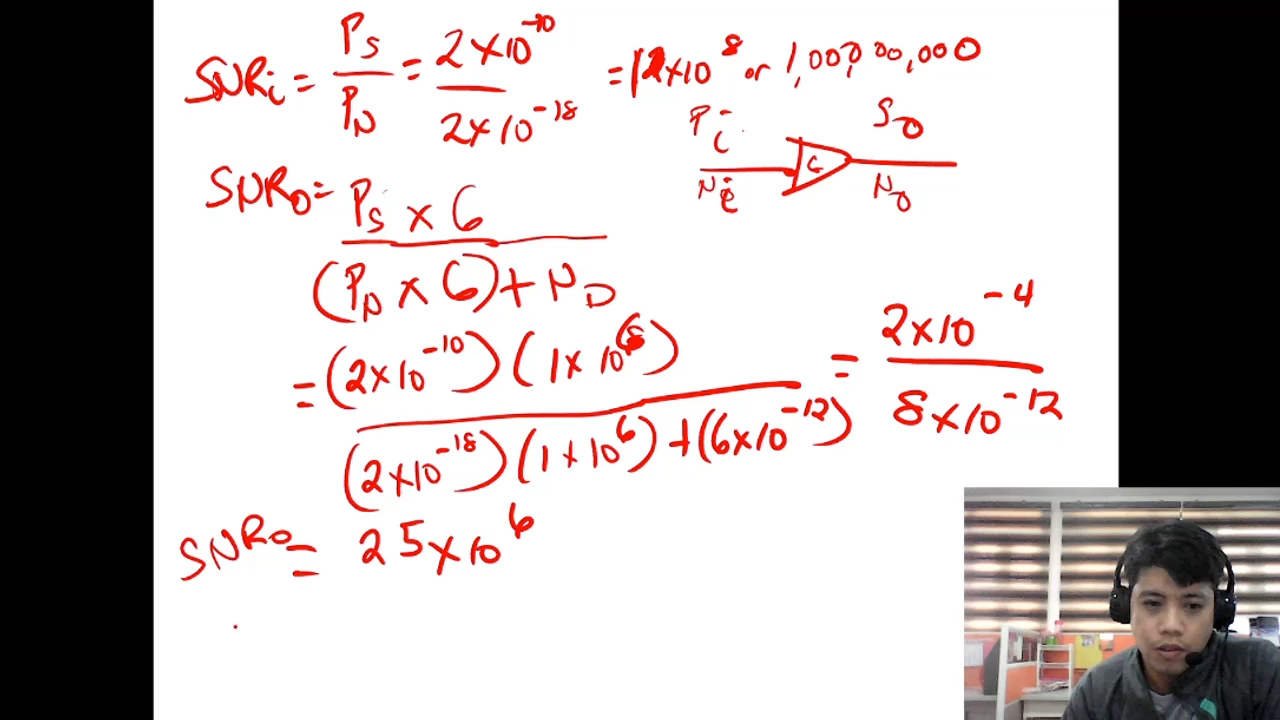 SNRi = Ps / PN = 2×10^-10 / 2×10^-18 = 1×10^8 or 1,00,000,000
Pi So
Ni G No
SNRo = Ps × G / (PN × G) + ND
= (2×10^-10) (1×10^6) / (2×10^-18) (1×10^6) + (6×10^-12) = 2×10^-4 / 8×10^-12
SNRo = 25×10^6